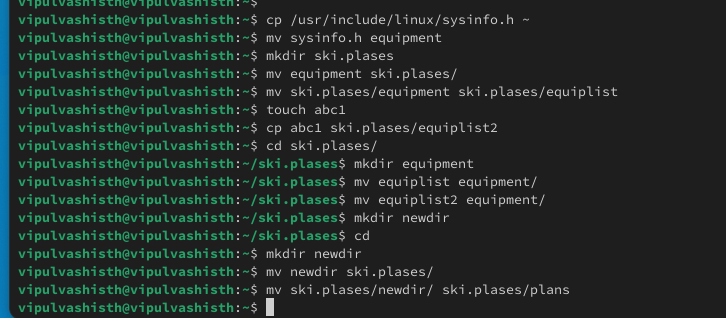 vipulvashisth@vipulvashisth:~$
vipulvashisth@vipulvashisth:~$ cp /usr/include/linux/sysinfo.h ~
vipulvashisth@vipulvashisth:~$ mv sysinfo.h equipment
vipulvashisth@vipulvashisth:~$ mkdir ski.plases
vipulvashisth@vipulvashisth:~$ mv equipment ski.plases/
vipulvashisth@vipulvashisth:~$ mv ski.plases/equipment ski.plases/equiplist
vipulvashisth@vipulvashisth:~$ touch abc1
vipulvashisth@vipulvashisth:~$ cp abc1 ski.plases/equiplist2
vipulvashisth@vipulvashisth:~$ cd ski.plases/
vipulvashisth@vipulvashisth:~/ski.plases$ mkdir equipment
vipulvashisth@vipulvashisth:~/ski.plases$ mv equiplist equipment/
vipulvashisth@vipulvashisth:~/ski.plases$ mv equiplist2 equipment/
vipulvashisth@vipulvashisth:~/ski.plases$ mkdir newdir
vipulvashisth@vipulvashisth:~/ski.plases$ cd
vipulvashisth@vipulvashisth:~$ mkdir newdir
vipulvashisth@vipulvashisth:~$ mv newdir ski.plases/
vipulvashisth@vipulvashisth:~$ mv ski.plases/newdir/ ski.plases/plans
vipulvashisth@vipulvashisth:~$